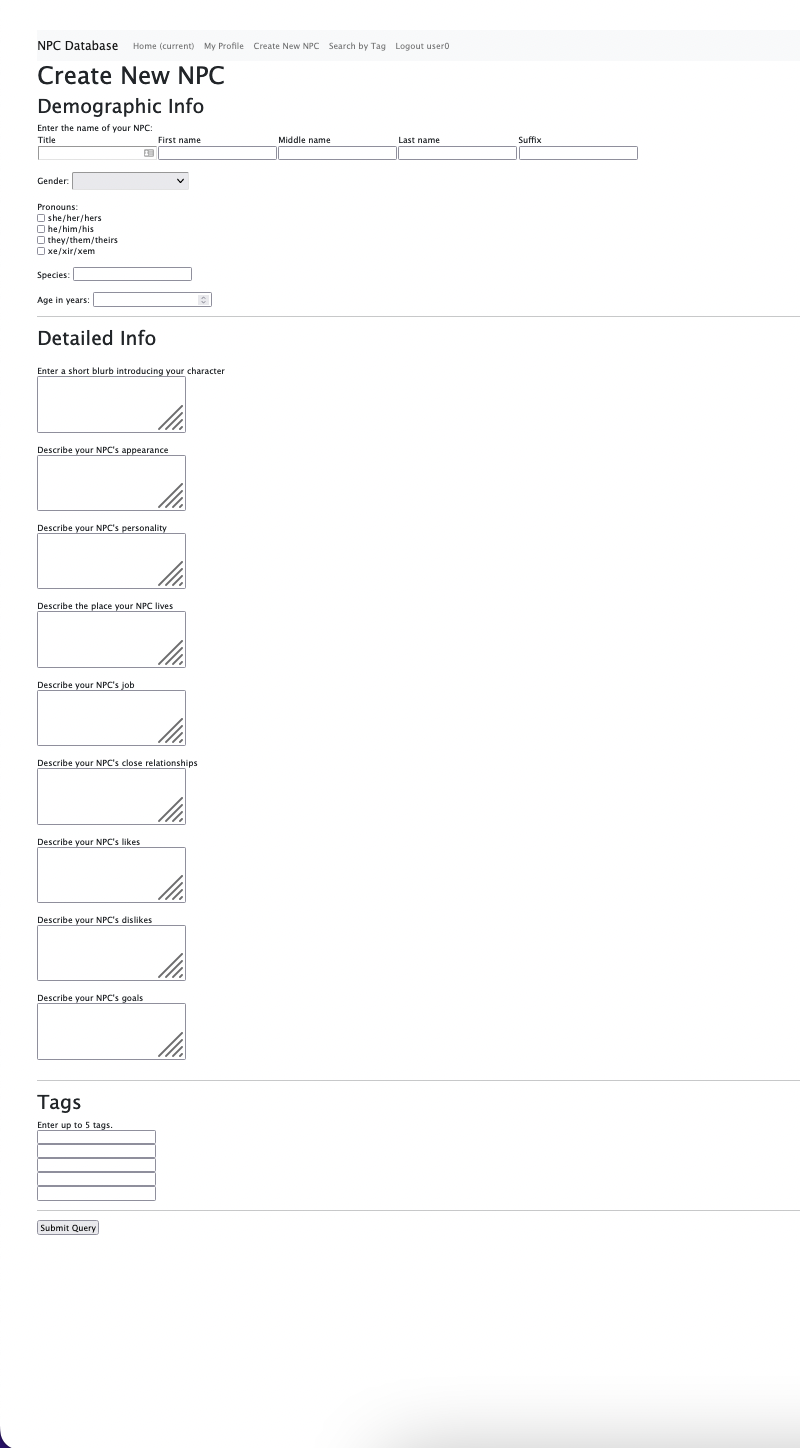 NPC Database Home (current) My Profile Create New NPC Search by Tag Logout user0
Create New NPC
Demographic Info
Enter the name of your NPC:
Title First name Middle name Last name Suffix
Gender:
Pronouns:
she/her/hers
he/him/his
they/them/theirs
xe/xir/xem
Species:
Age in years:
Detailed Info
Enter a short blurb introducing your character
Describe your NPC's appearance
Describe your NPC's personality
Describe the place your NPC lives
Describe your NPC's job
Describe your NPC's close relationships
Describe your NPC's likes
Describe your NPC's dislikes
Describe your NPC's goals
Tags
Enter up to 5 tags.
Submit Query